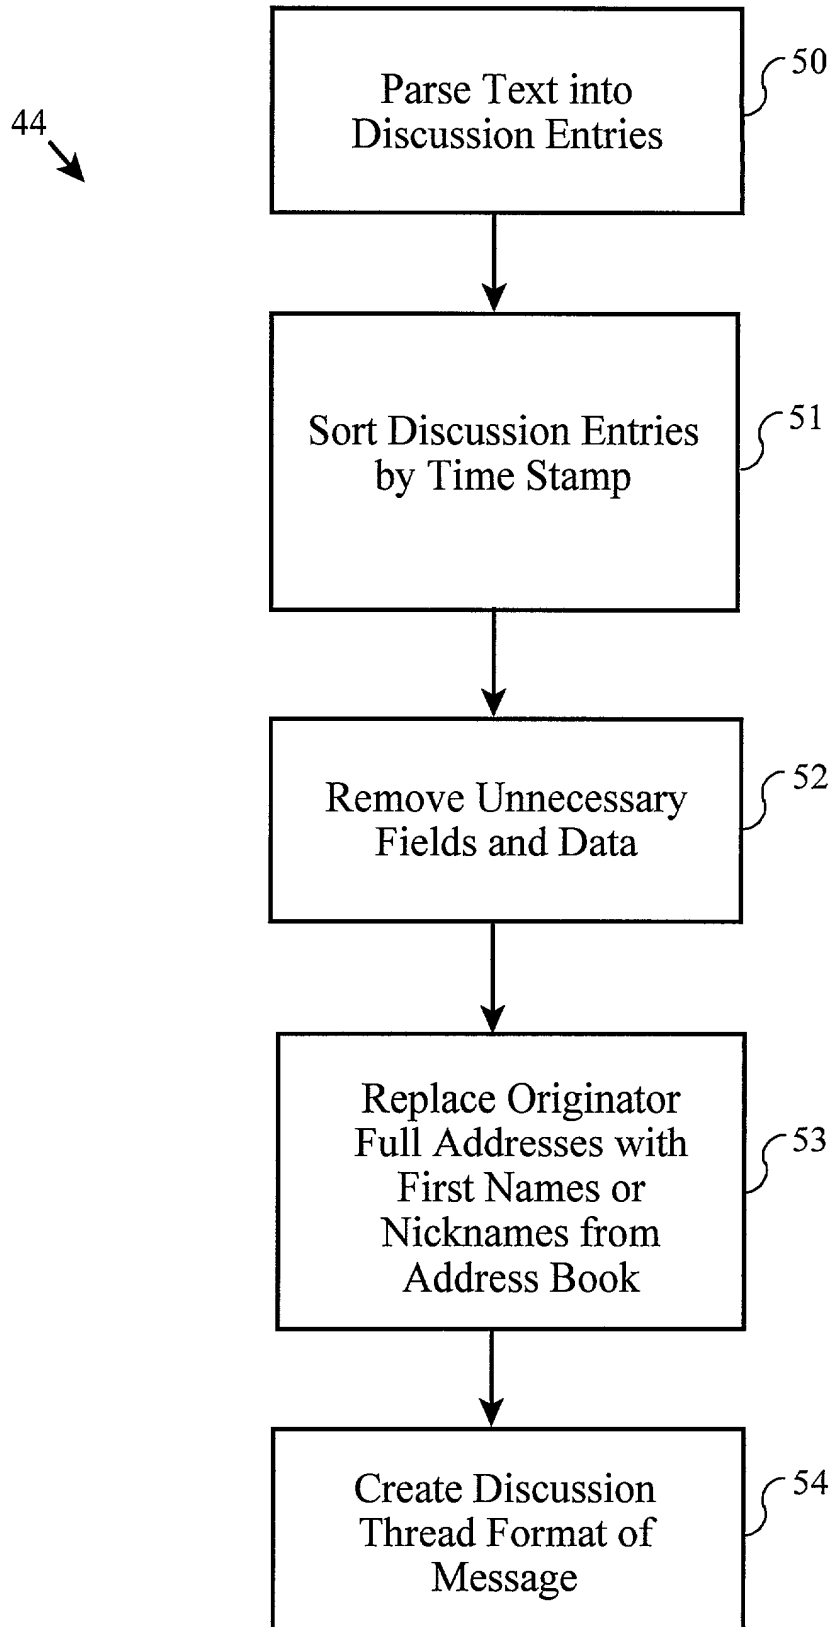 50
Parse Text into
Discussion Entries
44
51
Sort Discussion Entries
by Time Stamp
52
Remove Unnecessary
Fields and Data
53
Replace Originator
Full Addresses with
First Names or
Nicknames from
Address Book
54
Create Discussion
Thread Format of
Message